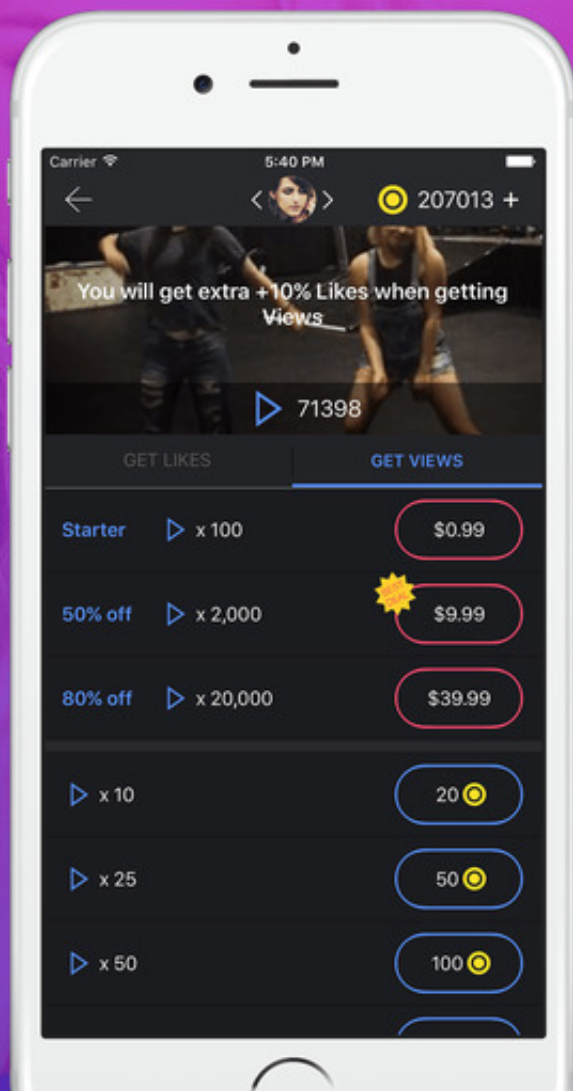 Carrier 5:40 PM
207013 +
You will get extra +10% Likes when getting
Views
71398
GET LIKES GET VIEWS
Starter x 100 $0.99
BEST
DEAL
50% off x 2,000 $9.99
80% off x 20,000 $39.99
x 10 20
x 25 50
x 50 100